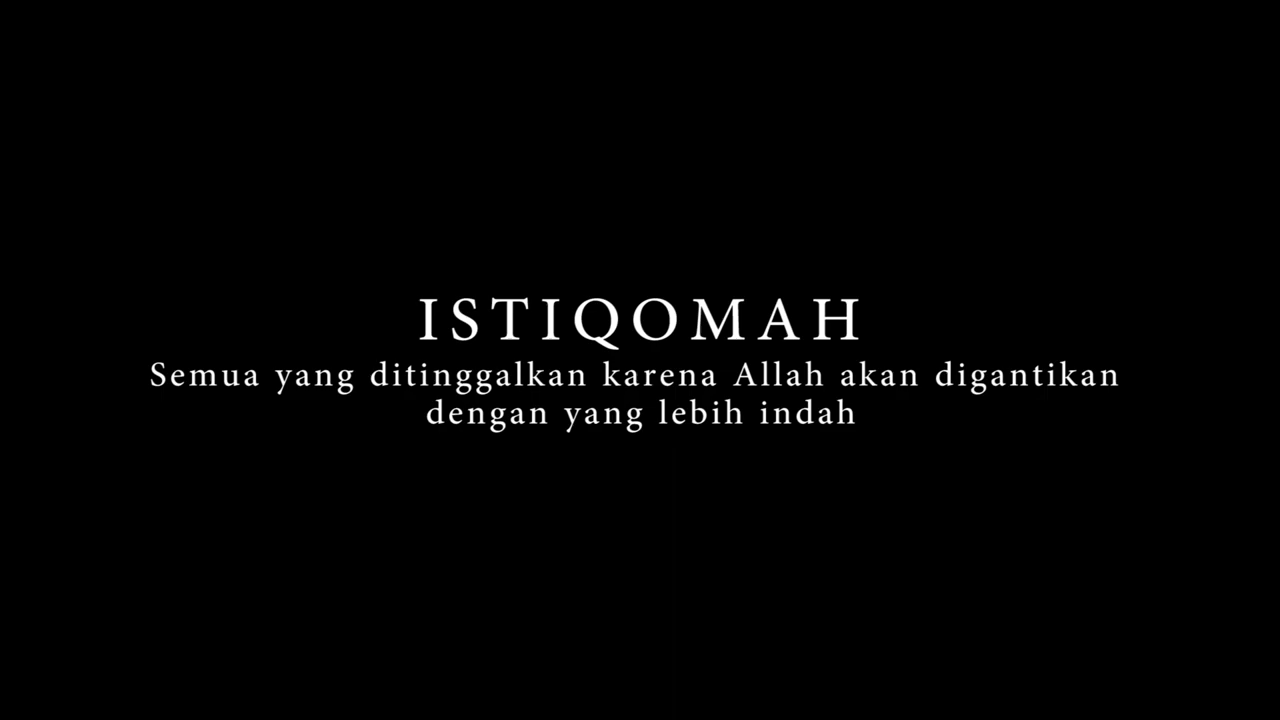 ISTIQOMAH
Semua yang ditinggalkan karena Allah akan digantikan
dengan yang lebih indah